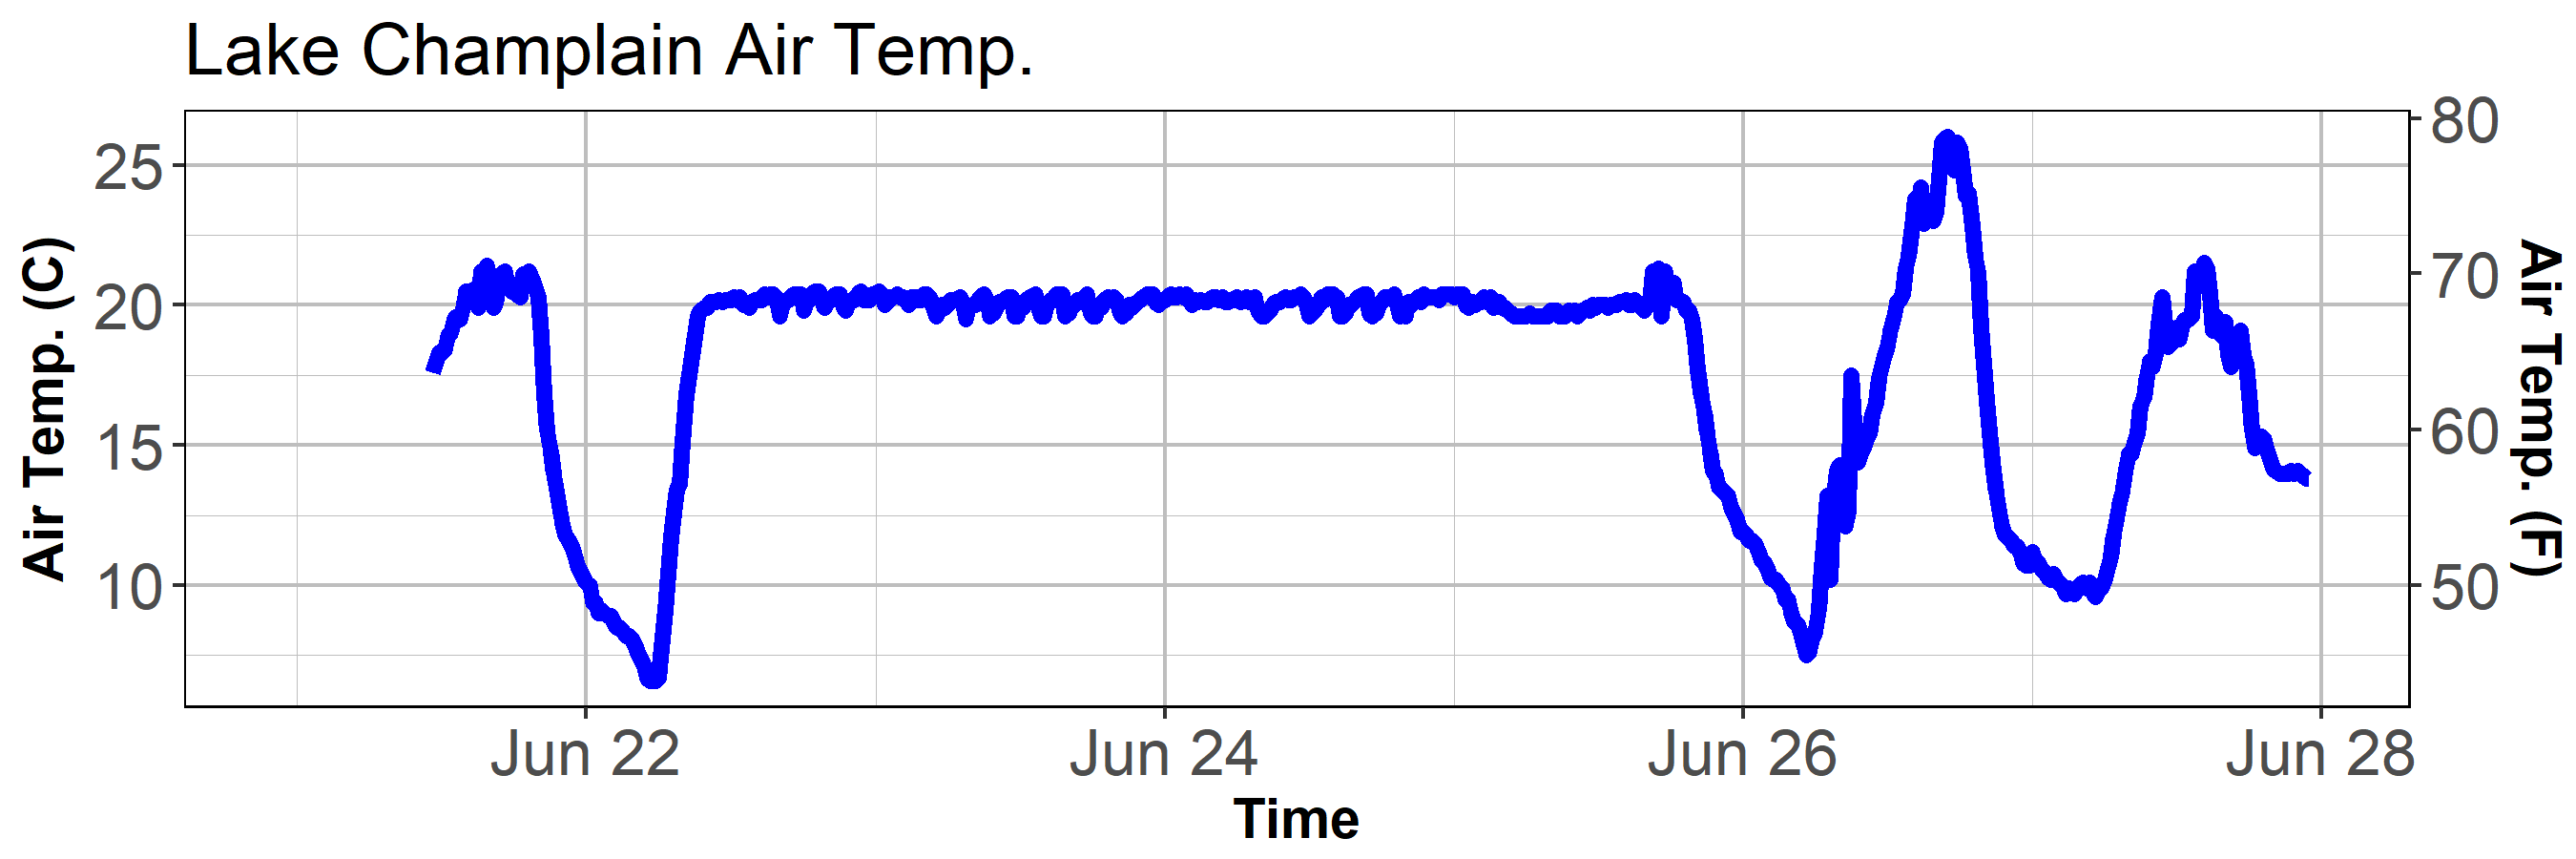 Lake Champlain Air Temp.
80
25
70
20
60
15
50
10
Air Temp. (C)
Air Temp. (F)
Jun 22 Jun 24 Jun 26 Jun 28
Time